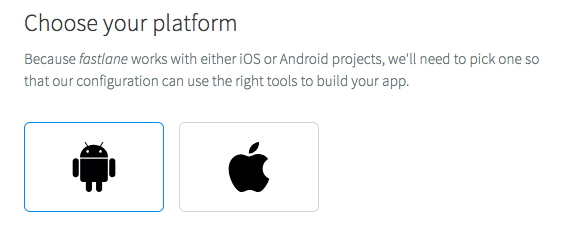 Choose your platform
Because fastlane works with either iOS or Android projects, we'll need to pick one so
that our configuration can use the right tools to build your app.